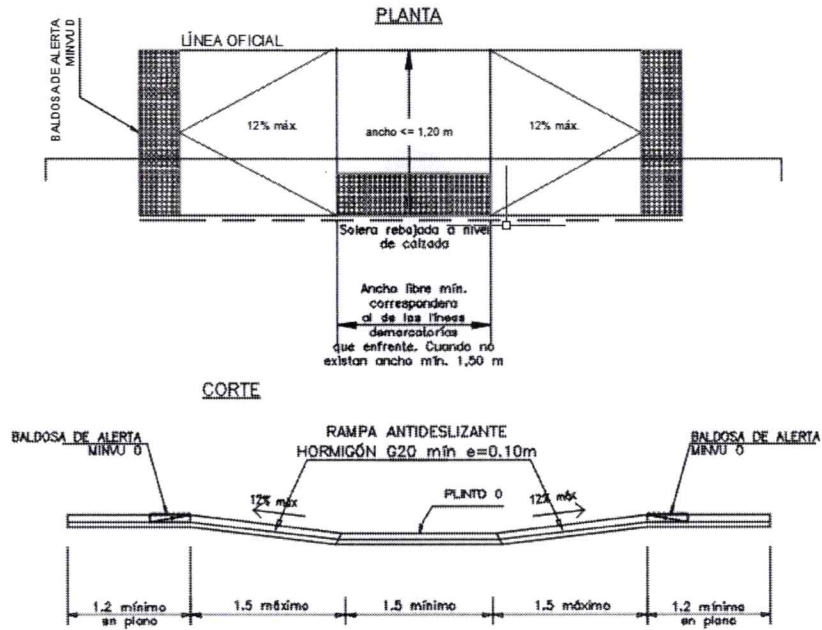 PLANTA
BALDOSA DE ALERTA
MINVU D
LÍNEA OFICIAL
12% máx.
ancho <= 1,20 m
12% máx.
Solera rebajada a nivel
de calzada
Ancho libre mín.
correspondera
al de las líneas
demarcatorias
que enfrente. Cuando no
existan ancho mín. 1,50 m
CORTE
BALDOSA DE ALERTA
MINVU 0
RAMPA ANTIDESLIZANTE
HORMIGÓN G20 mín e=0.10m
BALDOSA DE ALERTA
MINVU 0
12% máx
PLINTO 0
12% máx
1.2 mínimo
en plano
1.5 máximo
1.5 mínimo
1.5 máximo
1.2 mínimo
en plano